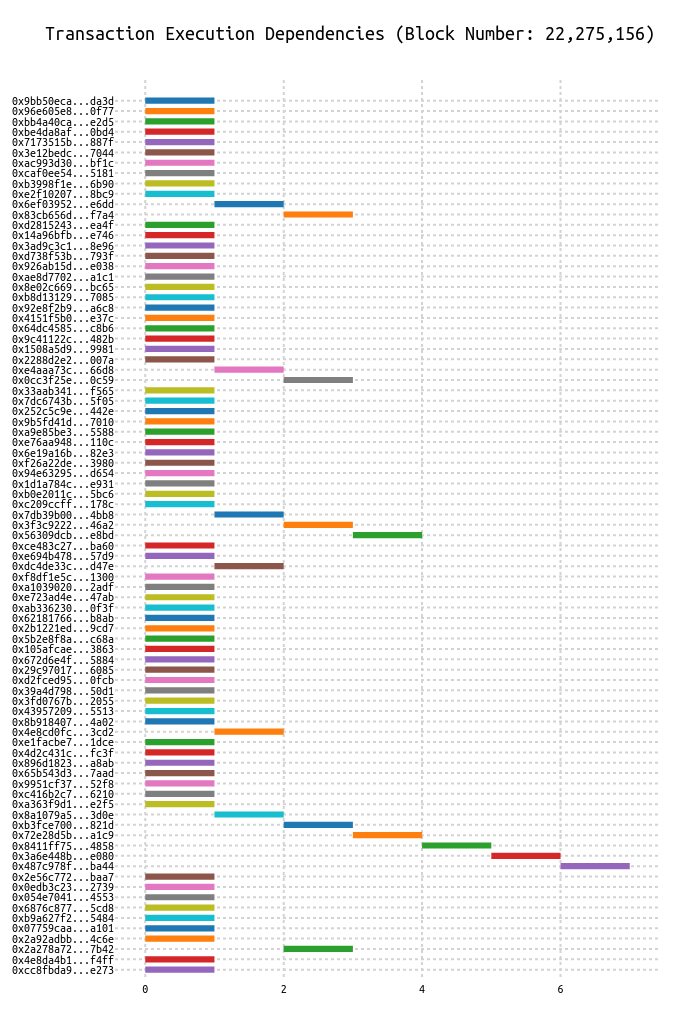 Transaction Execution Dependencies (Block Number: 22,275,156)
0x9bb50eca...da3d
0x96e605e8...0f77
0xbb4a40ca...e2d5
0xbe4da8af...0bd4
0x7173515b...887f
0x3e12bedc...7044
0xac993d30...bf1c
0xcaf0ee54...5181
0xb3998f1e...6b90
0xe2f10207...8bc9
0x6ef03952...e6dd
0x83cb656d...f7a4
0xd2815243...ea4f
0x14a96bfb...e746
0x3ad9c3c1...8e96
0xd738f53b...793f
0x926ab15d...e038
0xae8d7702...a1c1
0x8e02c669...bc65
0xb8d13129...7085
0x92e8f2b9...a6c8
0x4151f5b0...e37c
0x64dc4585...c8b6
0x9c41122c...482b
0x1508a5d9...9981
0x2288d2e2...007a
0xe4aaa73c...66d8
0x0cc3f25e...0c59
0x33aab341...f565
0x7dc6743b...5f05
0x252c5c9e...442e
0x9b5fd41d...7010
0xa9e85be3...5588
0xe76aa948...110c
0x6e19a16b...82e3
0xf26a22de...3980
0x94e63295...d654
0x1d1a784c...e931
0xb0e2011c...5bc6
0xc209ccff...178c
0x7db39b00...4bb8
0x3f3c9222...46a2
0x56309dcb...e8bd
0xce483c27...ba60
0xe694b478...57d9
0xdc4de33c...d47e
0xf8df1e5c...1300
0xa1039020...2adf
0xe723ad4e...47ab
0xab336230...0f3f
0x62181766...b8ab
0x2b1221ed...9cd7
0x5b2e8f8a...c68a
0x105afcae...3863
0x672d6e4f...5884
0x29c97017...6085
0xd2fced95...0fcb
0x39a4d798...50d1
0x3fd0767b...2055
0x43957209...5513
0x8b918407...4a02
0x4e8cd0fc...3cd2
0xe1facbe7...1dce
0x4d2c431c...fc3f
0x896d1823...a8ab
0x65b543d3...7aad
0x9951cf37...52f8
0xc416b2c7...6210
0xa363f9d1...e2f5
0x8a1079a5...3d0e
0xb3fce700...821d
0x72e28d5b...a1c9
0x8411ff75...4858
0x3a6e448b...e080
0x487c978f...ba44
0x2e56c772...baa7
0x0edb3c23...2739
0x054e7041...4553
0x6876c877...5cd8
0xb9a627f2...5484
0x07759caa...a101
0x2a92adbb...4c6e
0x2a278a72...7b42
0x4e8da4b1...f4ff
0xcc8fbda9...e273
0 2 4 6